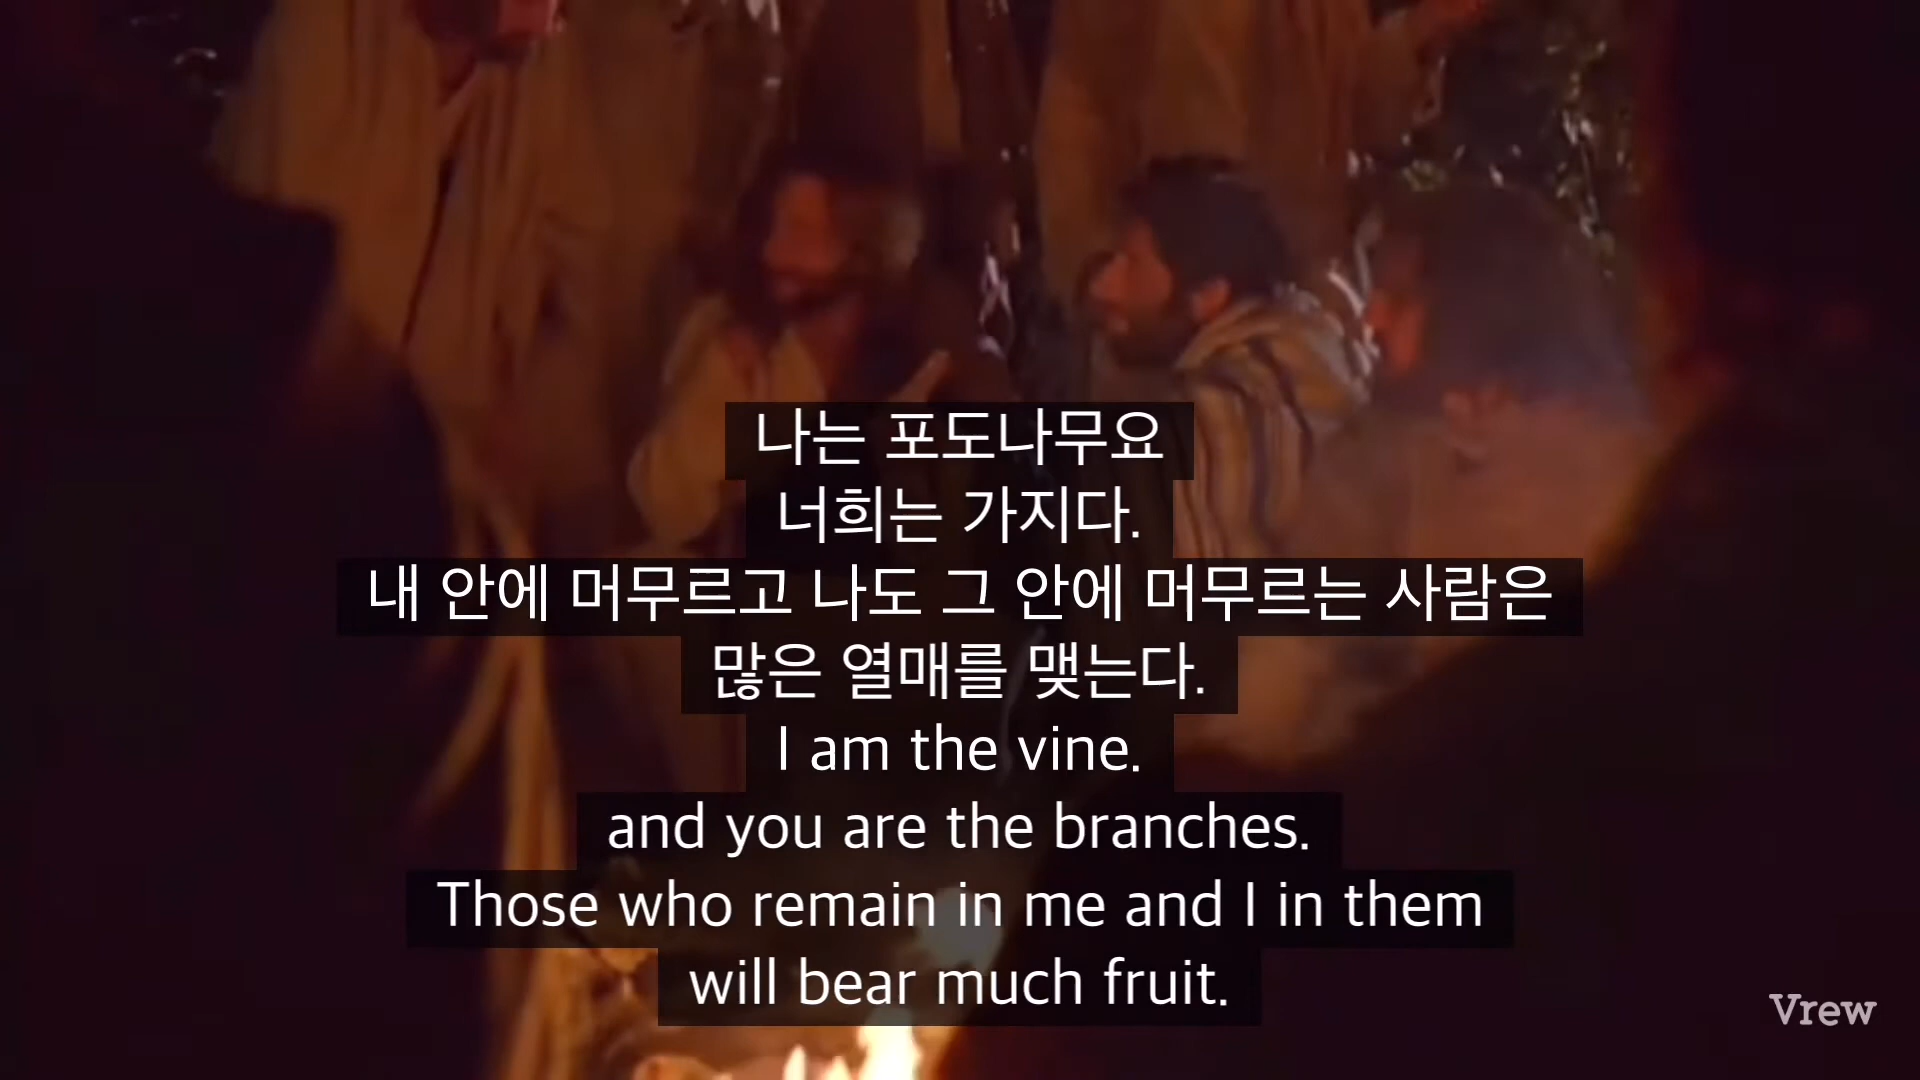 나는 포도나무요
너희는 가지다.
내 안에 머무르고 나도 그 안에 머무르는 사람은
많은 열매를 맺는다.
I am the vine.
and you are the branches.
Those who remain in me and I in them
will bear much fruit.
Vrew